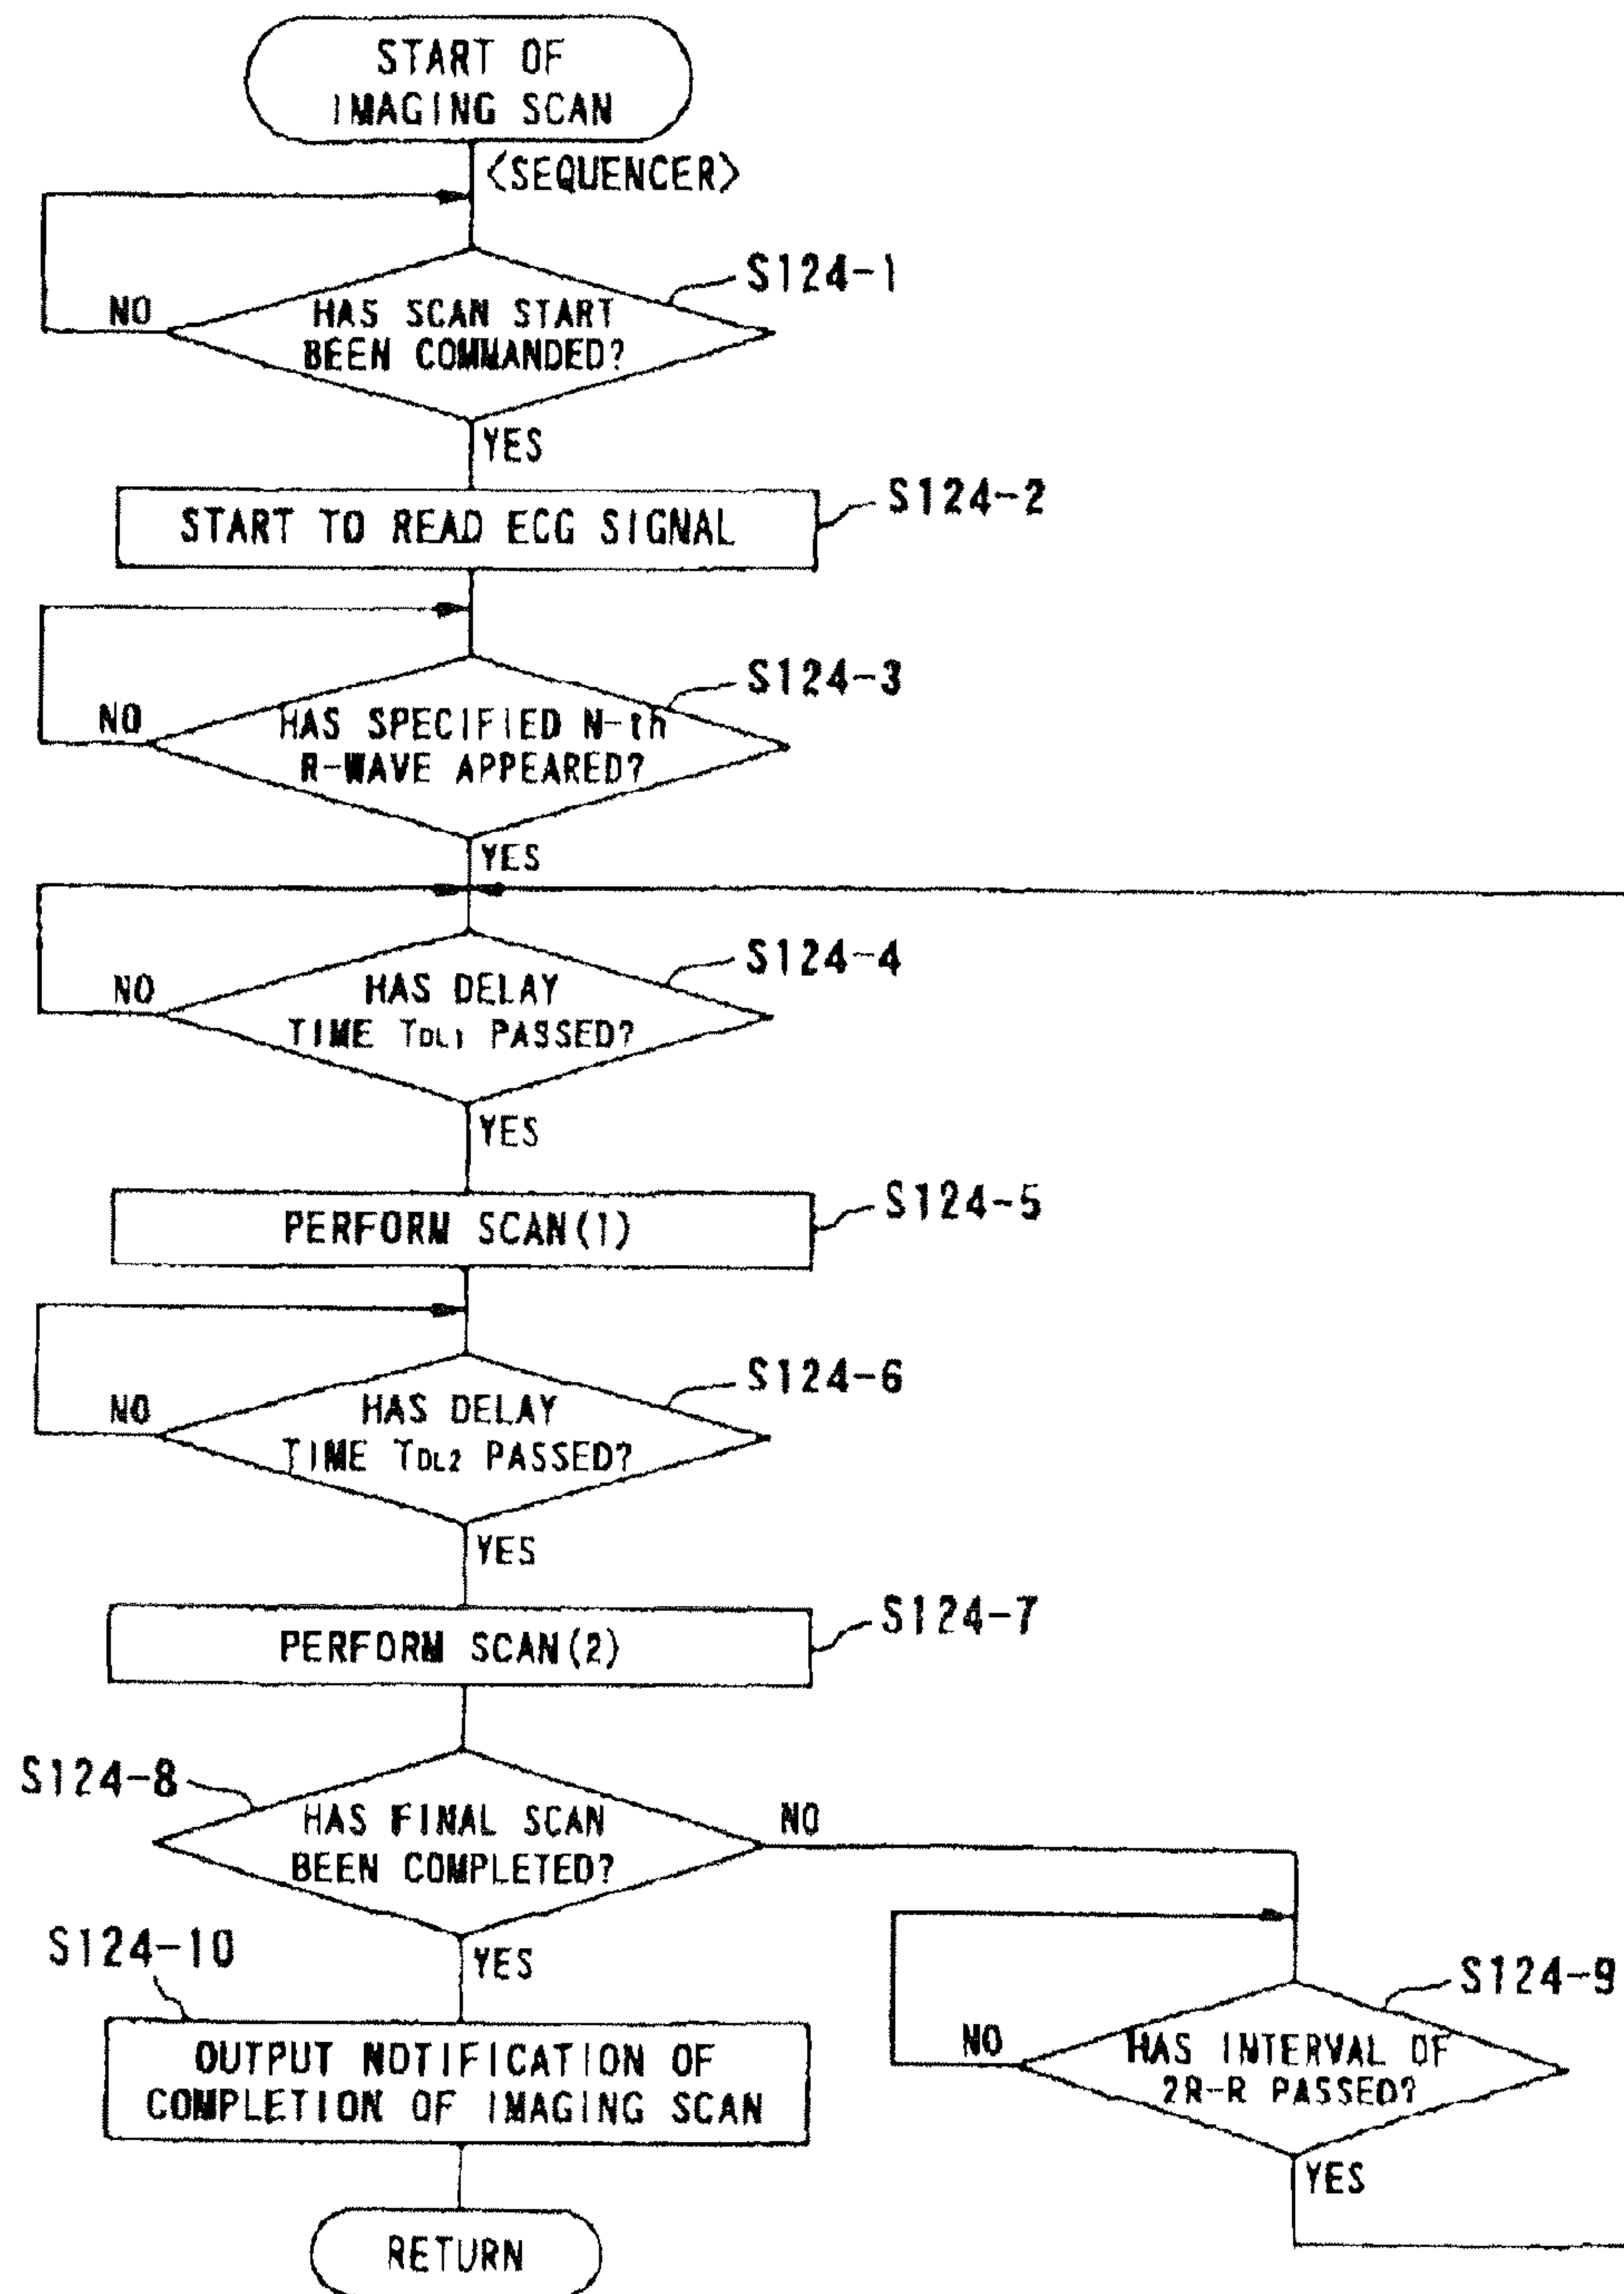 START OF
IMAGING SCAN
<SEQUENCER>
S124-1
NO
HAS SCAN START
BEEN COMMANDED?
YES
S124-2
START TO READ ECG SIGNAL
S124-3
NO
HAS SPECIFIED N-th
R-WAVE APPEARED?
YES
S124-4
NO
HAS DELAY
TIME TDL1 PASSED?
YES
S124-5
PERFORM SCAN(1)
S124-6
NO
HAS DELAY
TIME TDL2 PASSED?
YES
S124-7
PERFORM SCAN(2)
S124-8
HAS FINAL SCAN
BEEN COMPLETED?
NO
YES
S124-10
OUTPUT NOTIFICATION OF
COMPLETION OF IMAGING SCAN
RETURN
S124-9
NO
HAS INTERVAL OF
2R-R PASSED?
YES